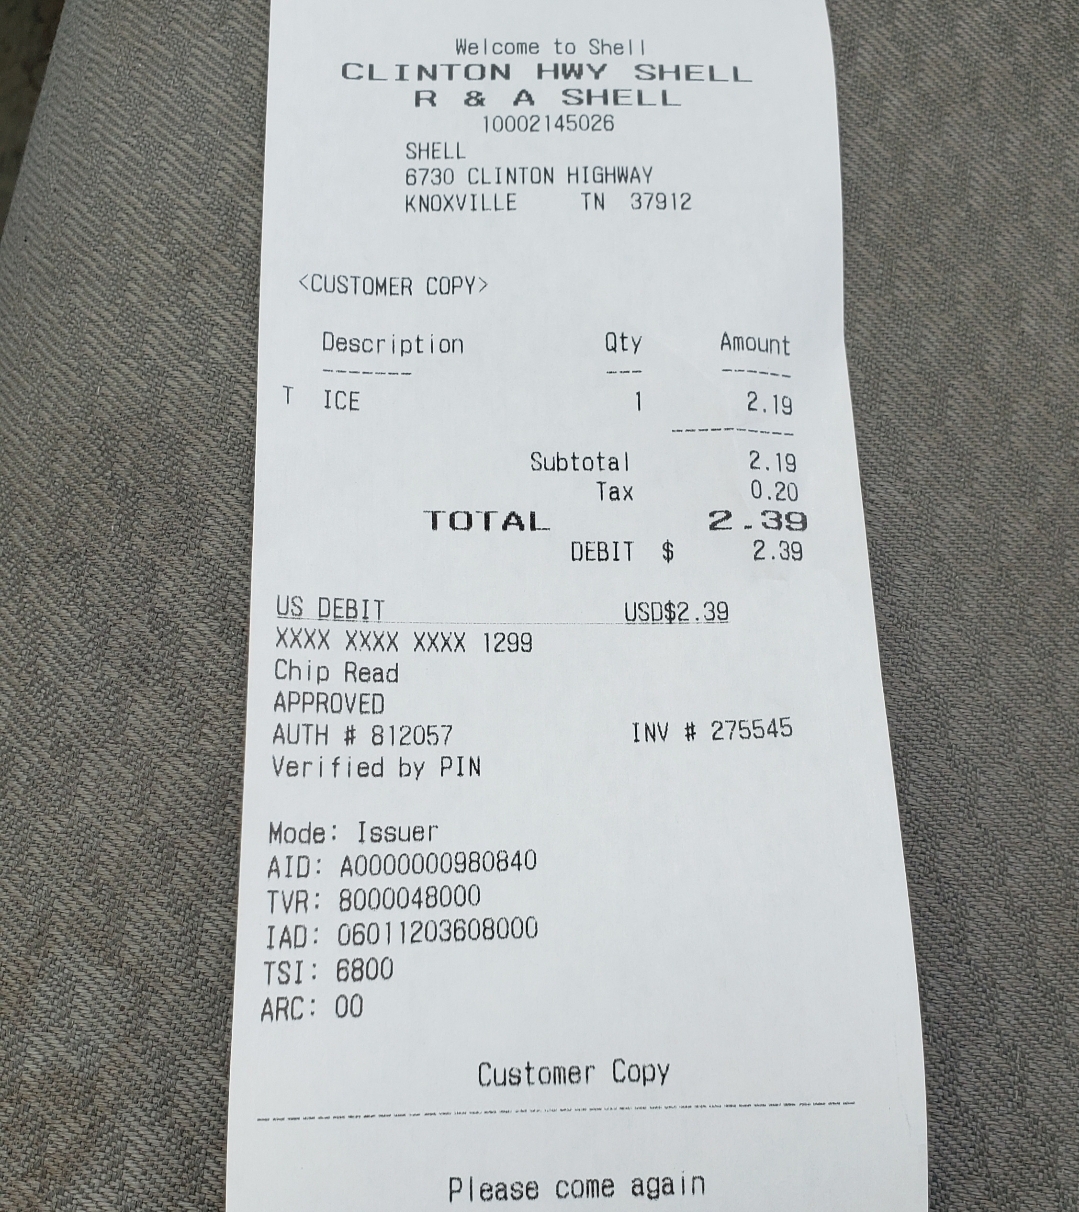 Welcome to Shell
CLINTON HWY SHELL
R & A SHELL
10002145026
SHELL
6730 CLINTON HIGHWAY
KNOXVILLE TN 37912
<CUSTOMER COPY>
Description Qty Amount
------- --- ------
T ICE 1 2.19
----------
Subtotal 2.19
Tax 0.20
TOTAL 2.39
DEBIT $ 2.39
US DEBIT USD$2.39
XXXX XXXX XXXX 1299
Chip Read
APPROVED
AUTH # 812057 INV # 275545
Verified by PIN
Mode: Issuer
AID: A0000000980840
TVR: 8000048000
IAD: 06011203608000
TSI: 6800
ARC: 00
Customer Copy
Please come again